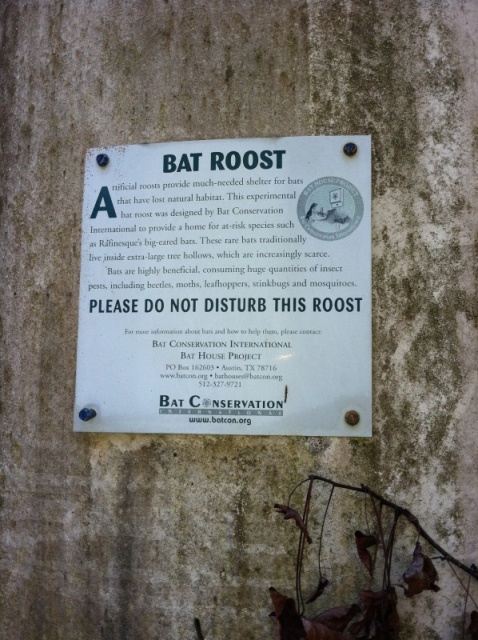 BAT ROOST
Artificial roosts provide much-needed shelter for bats
that have lost natural habitat. This experimental
bat roost was designed by Bat Conservation
International to provide a home for at-risk species such
as Rafinesque's big-eared bats. These rare bats traditionally
live inside extra-large tree hollows, which are increasingly scarce.
Bats are highly beneficial, consuming huge quantities of insect
pests, including beetles, moths, leafhoppers, stinkbugs and mosquitoes.
PLEASE DO NOT DISTURB THIS ROOST
For more information about bats and how to help them, please contact:
BAT CONSERVATION INTERNATIONAL
BAT HOUSE PROJECT
PO Box 162603 • Austin, TX 78716
www.batcon.org • bathouses@batcon.org
512-327-9721
BAT CONSERVATION
INTERNATIONAL
www.batcon.org